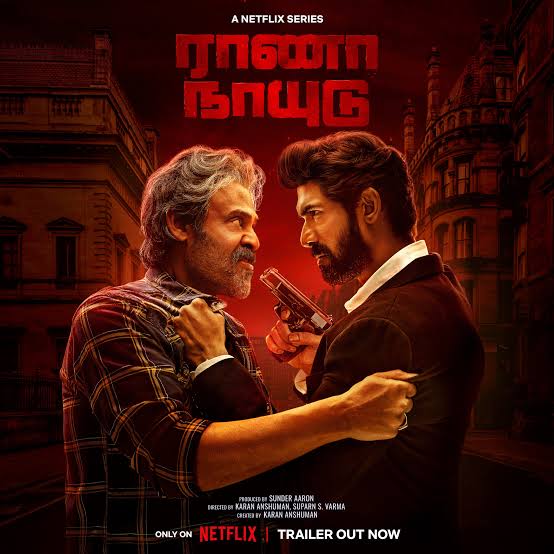 A NETFLIX SERIES
ராணா
நாயுடு
PRODUCED BY SUNDER AARON
DIRECTED BY KARAN ANSHUMAN, SUPARN S. VARMA
CREATED BY KARAN ANSHUMAN
ONLY ON NETFLIX | TRAILER OUT NOW